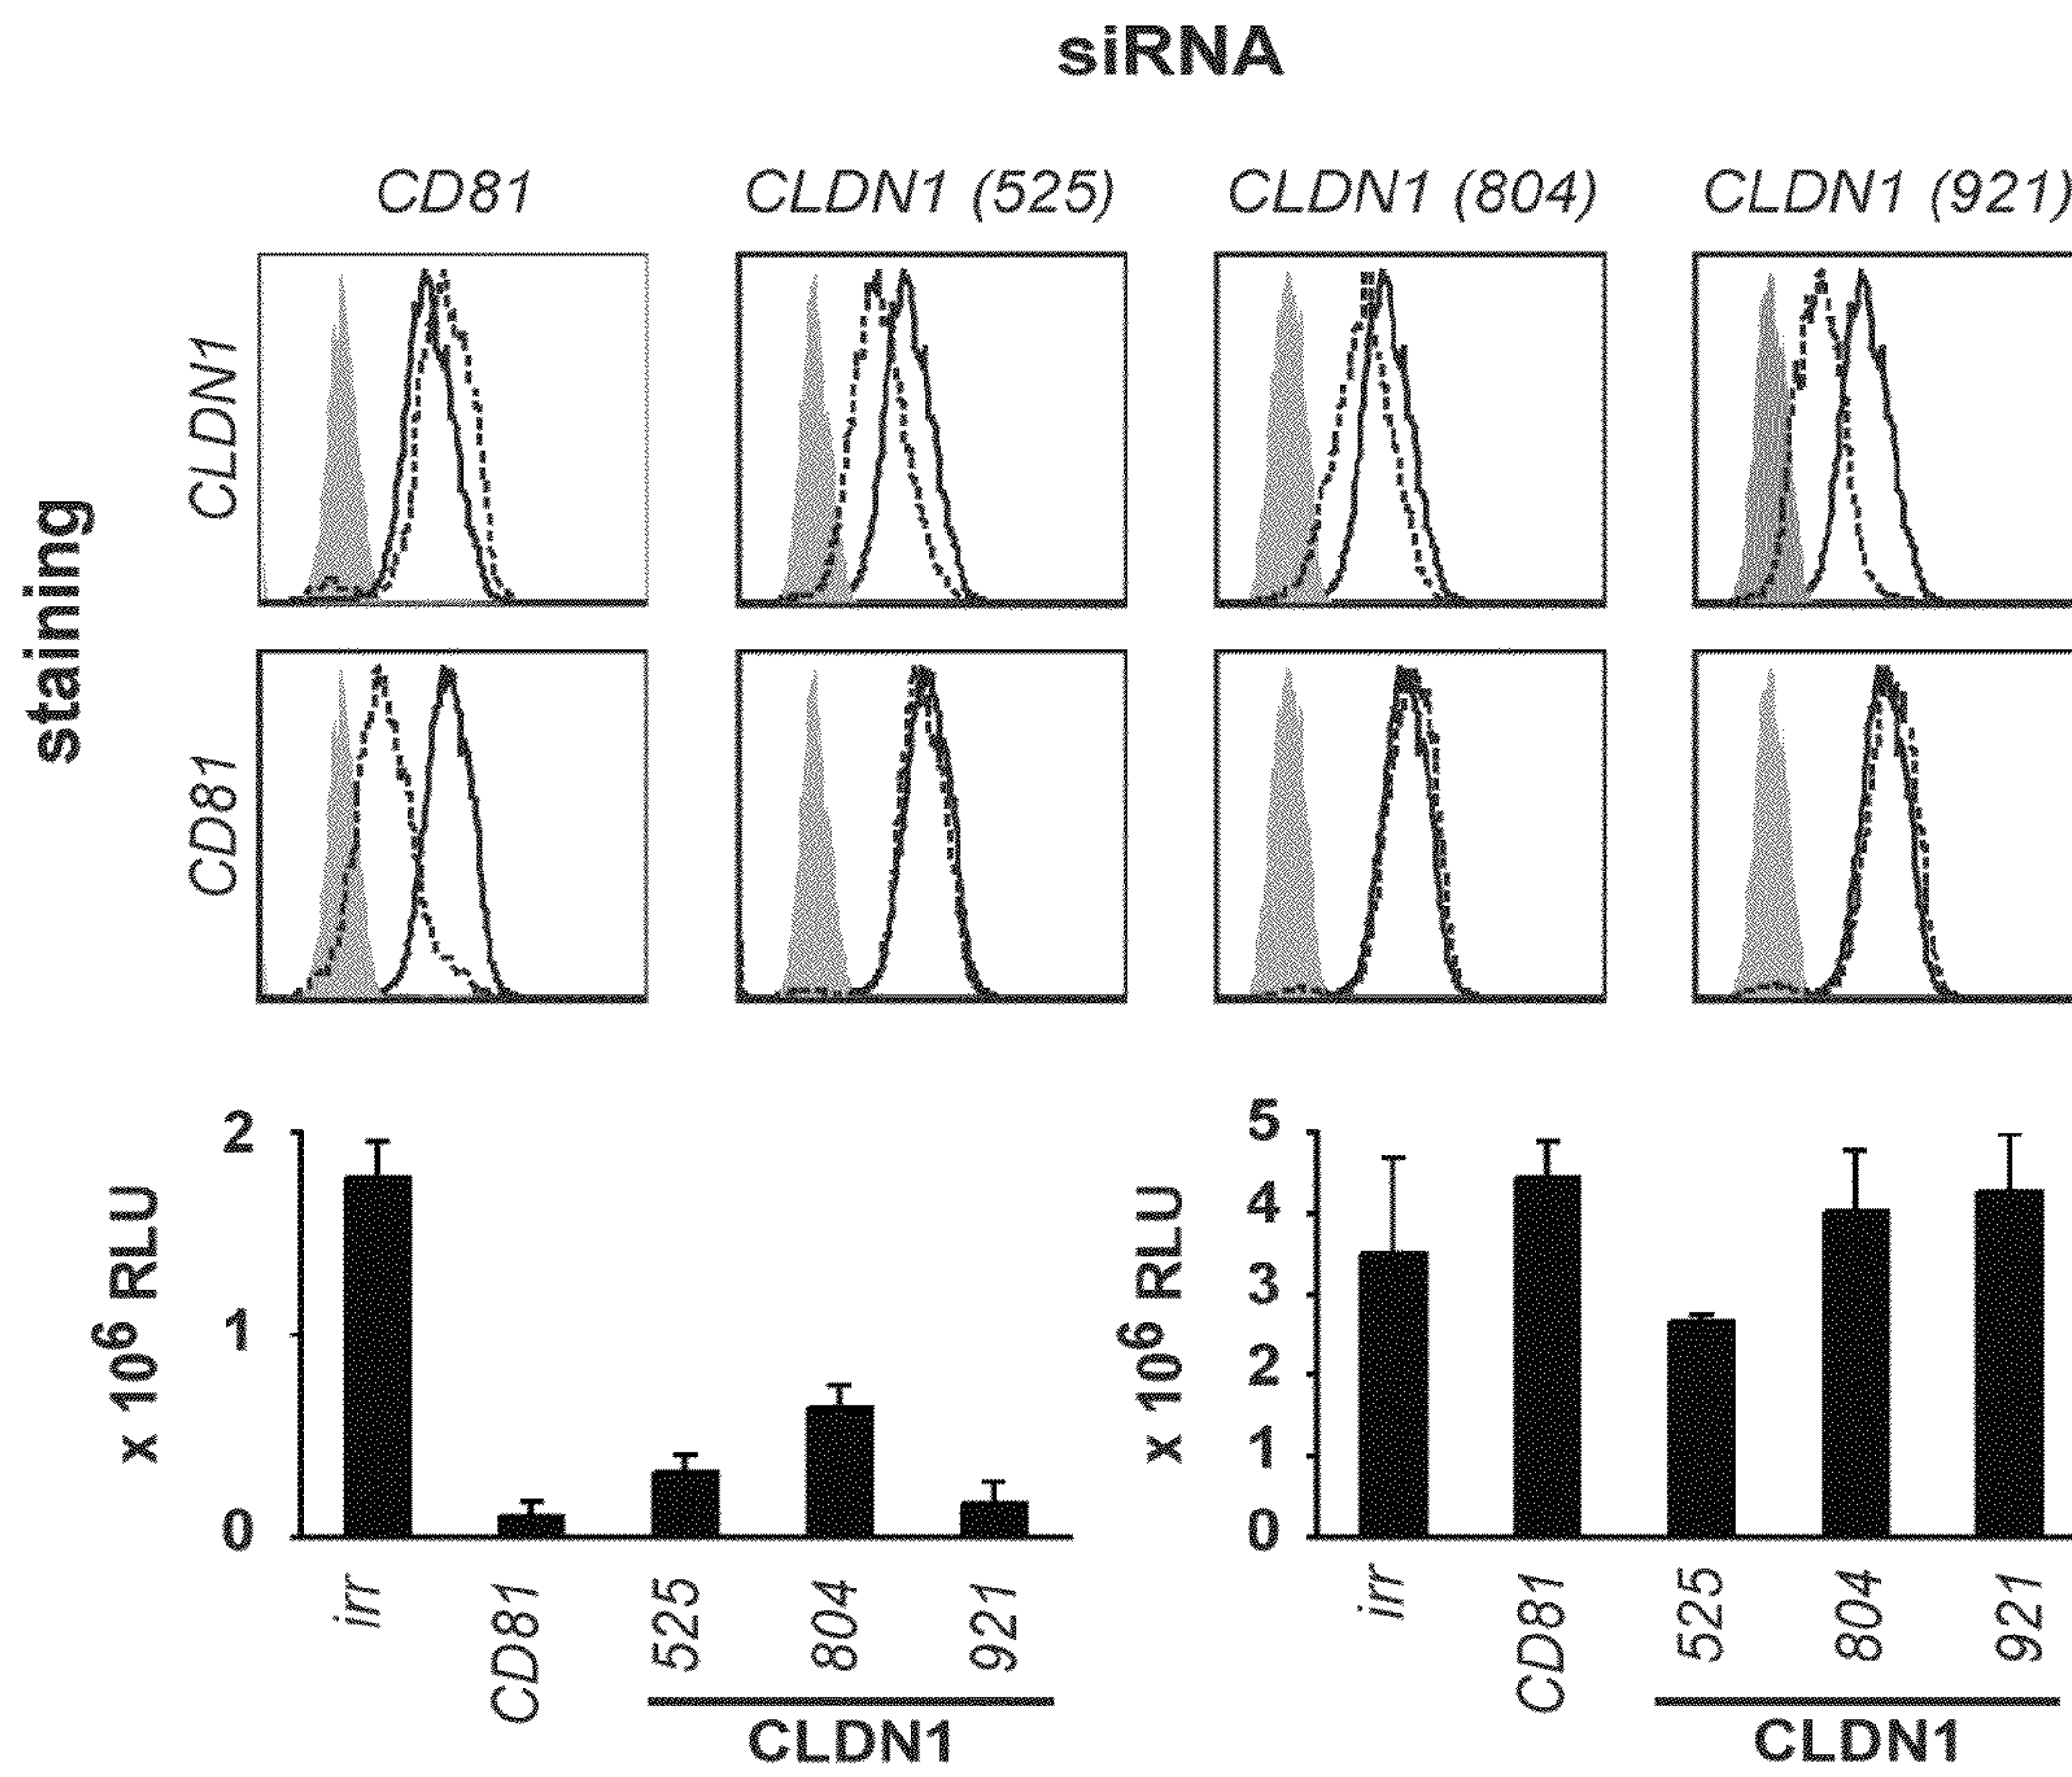 siRNA
CD81 CLDN1 (525) CLDN1 (804) CLDN1 (921)
staining
CLDN1
CD81
x 10⁶ RLU
2
1
0
irr CD81 525 804 921
CLDN1
x 10⁶ RLU
5
4
3
2
1
0
irr CD81 525 804 921
CLDN1